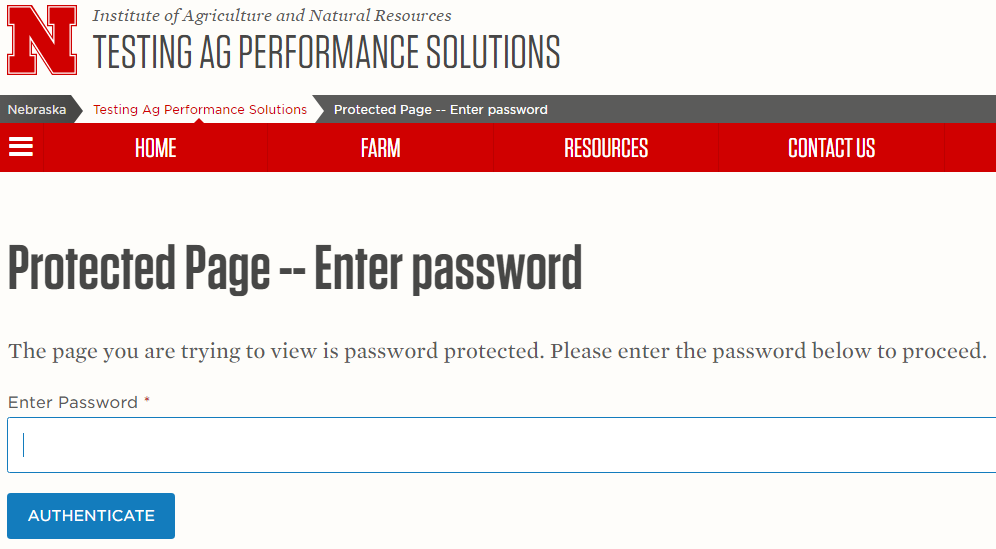 N
Institute of Agriculture and Natural Resources
TESTING AG PERFORMANCE SOLUTIONS
Nebraska Testing Ag Performance Solutions Protected Page -- Enter password
HOME FARM RESOURCES CONTACT US
Protected Page -- Enter password
The page you are trying to view is password protected. Please enter the password below to proceed.
Enter Password *
AUTHENTICATE